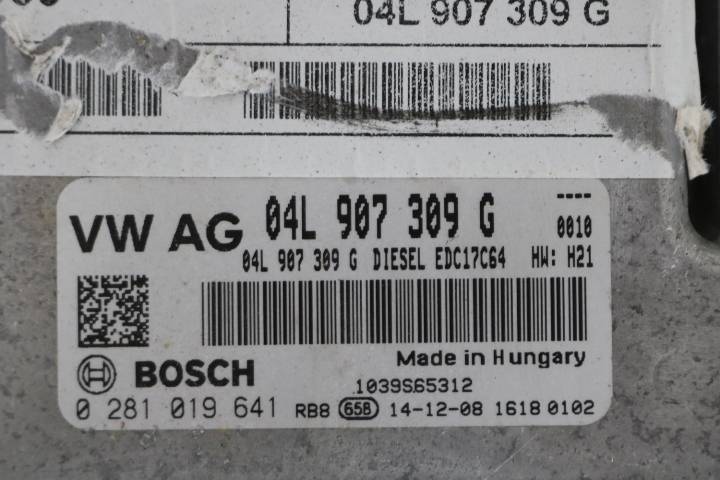 04L 907 309 G
VW AG 04L 907 309 G ----
0010
04L 907 309 G DIESEL EDC17C64 HW: H21
Made in Hungary
BOSCH
1039S65312
0 281 019 641 RB8 658 14-12-08 1618 0102